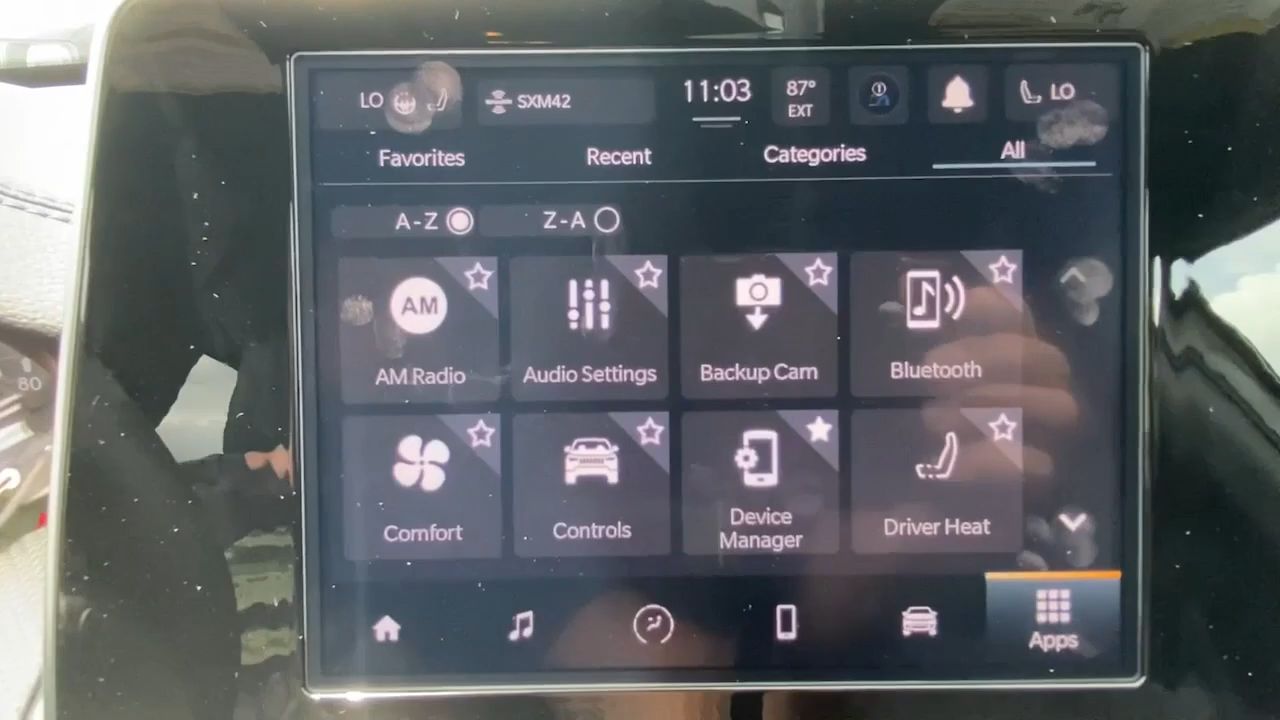 LO SXM42 11:03 87° LO
EXT
Favorites Recent Categories All
A-Z Z-A
AM
AM Radio Audio Settings Backup Cam Bluetooth
Comfort Controls Device Manager Driver Heat
Apps
80